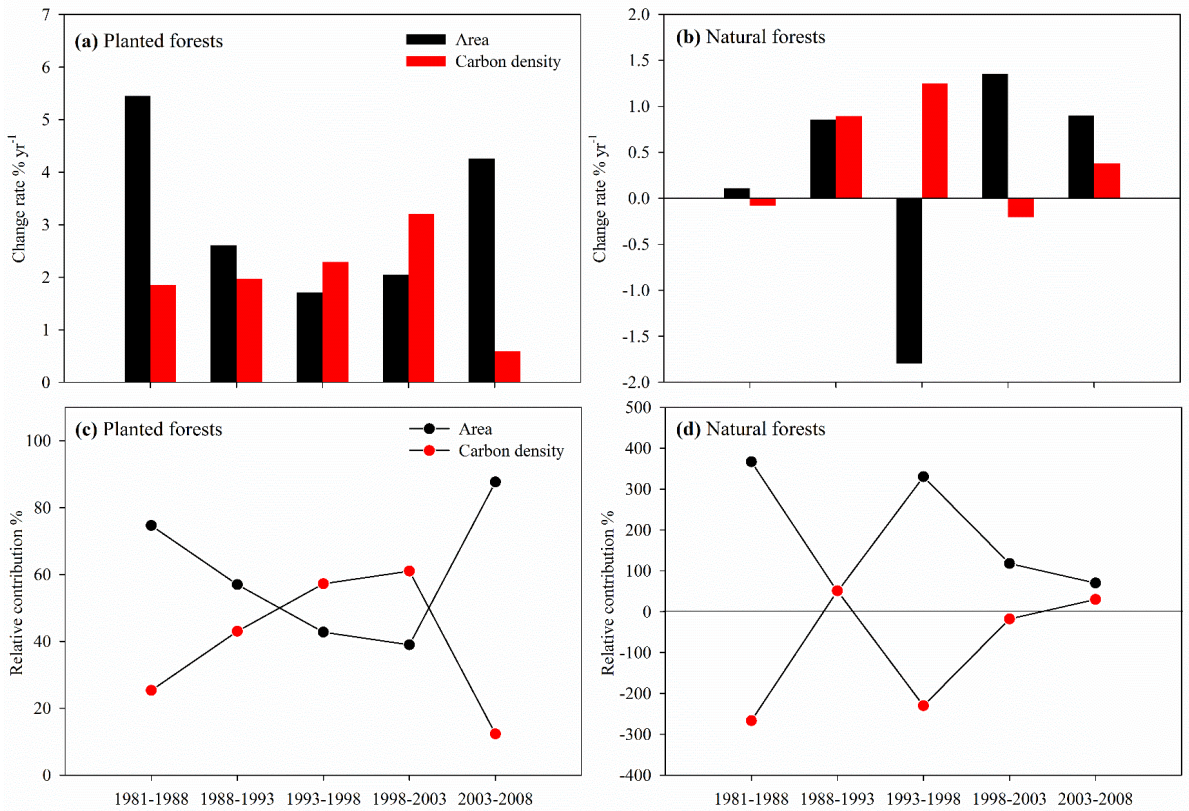 (a) Planted forests
Area
Carbon density
7
6
5
4
3
2
1
0
Change rate % yr-1
(b) Natural forests
2.0
1.5
1.0
0.5
0.0
-0.5
-1.0
-1.5
-2.0
Change rate % yr-1
(c) Planted forests
Area
Carbon density
100
80
60
40
20
0
Relative contribution %
1981-1988 1988-1993 1993-1998 1998-2003 2003-2008
(d) Natural forests
500
400
300
200
100
0
-100
-200
-300
-400
Relative contribution %
1981-1988 1988-1993 1993-1998 1998-2003 2003-2008